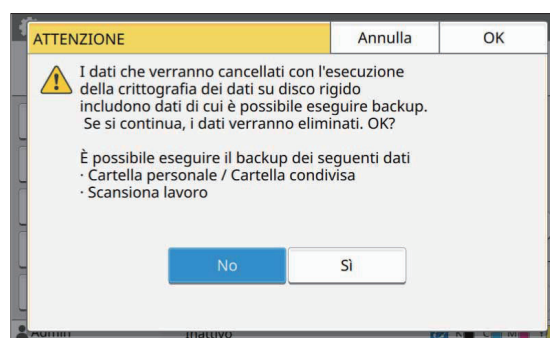 ATTENZIONE
Annulla
OK
I dati che verranno cancellati con l'esecuzione
della crittografia dei dati su disco rigido
includono dati di cui è possibile eseguire backup.
Se si continua, i dati verranno eliminati. OK?
È possibile eseguire il backup dei seguenti dati
· Cartella personale / Cartella condivisa
· Scansiona lavoro
No
Sì
Admin
Inattivo
K
C
M